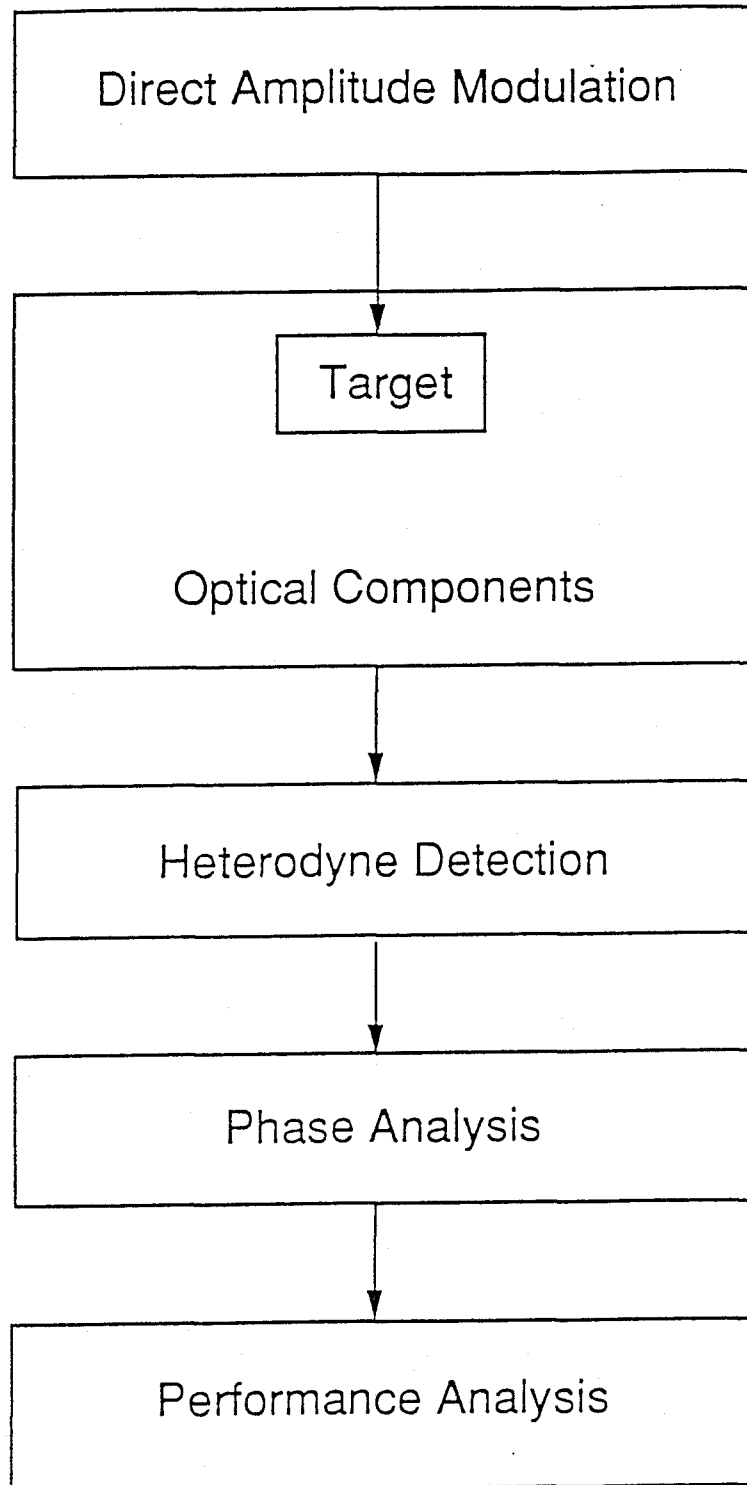 Direct Amplitude Modulation
Target
Optical Components
Heterodyne Detection
Phase Analysis
Performance Analysis